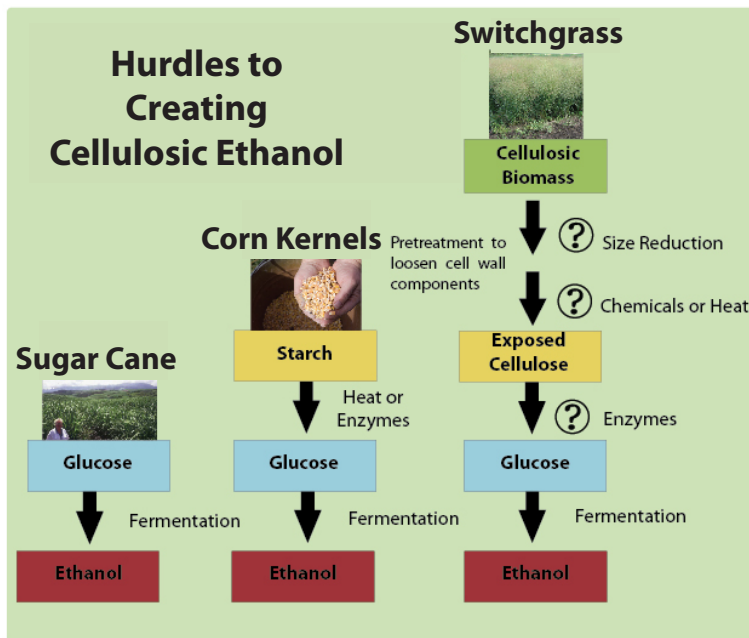 Hurdles to
Creating
Cellulosic Ethanol
Switchgrass
Cellulosic
Biomass
?
Size Reduction
Pretreatment to
loosen cell wall
components
?
Chemicals or Heat
Exposed
Cellulose
?
Enzymes
Glucose
Fermentation
Ethanol
Corn Kernels
Starch
Heat or
Enzymes
Glucose
Fermentation
Ethanol
Sugar Cane
Glucose
Fermentation
Ethanol